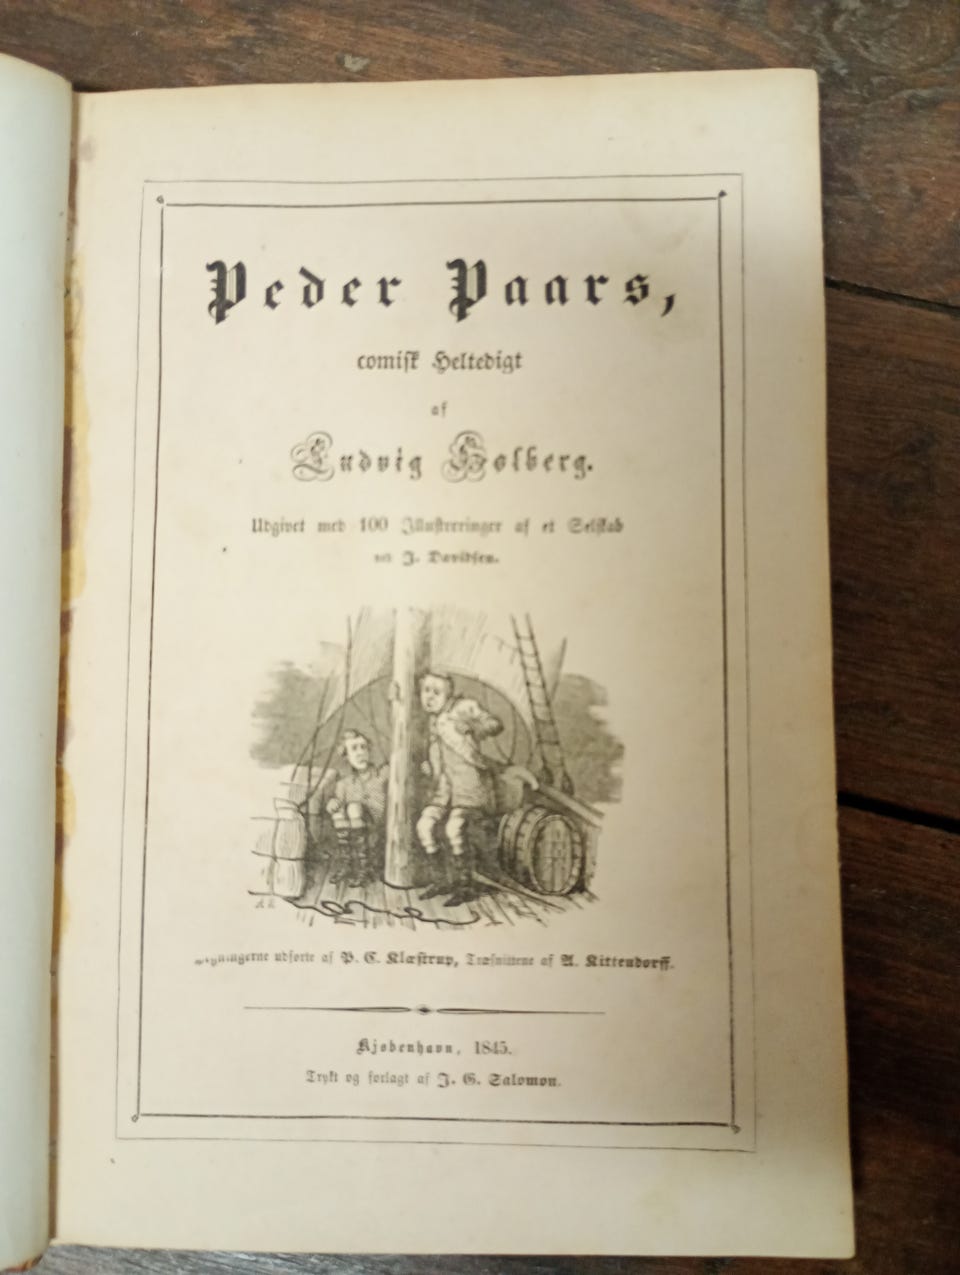 Peder Paars,
comisk Heltedigt
af
Ludvig Holberg.
Udgivet med 100 Illustreringer af et Selskab
ved J. Davidsen.
Tegningerne udførte af P. C. Klæstrup, Træsnittene af A. Kittendorff.
Kjøbenhavn, 1845.
Trykt og forlagt af J. G. Salomon.